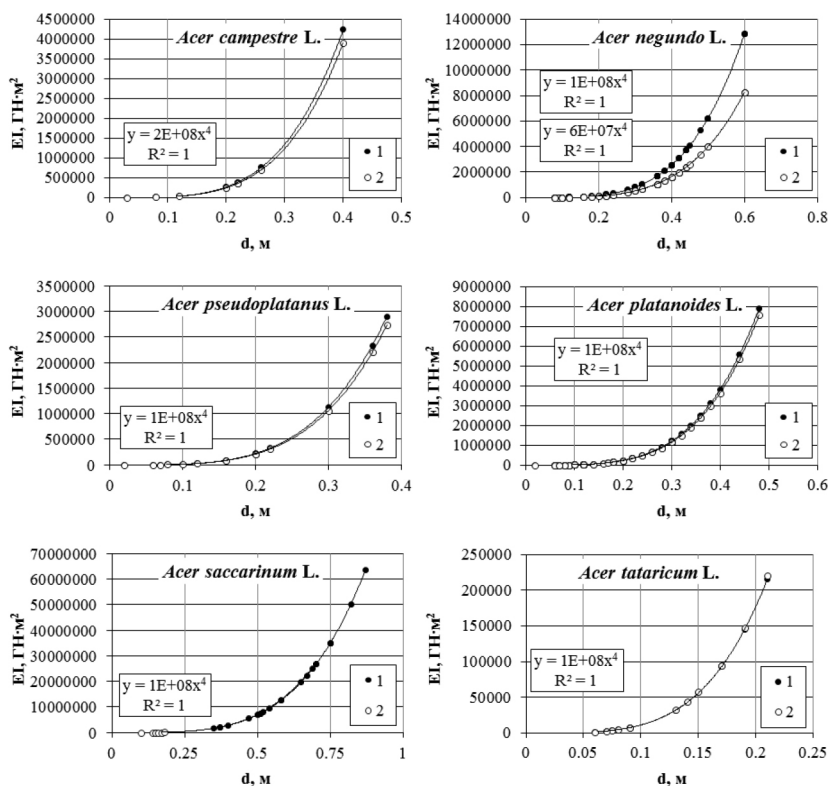 Acer campestre L.
EI, ГН·м²
4500000
4000000
3500000
3000000
2500000
2000000
1500000
1000000
500000
0
y = 2E+08x⁴
R² = 1
1
2
0 0.1 0.2 0.3 0.4 0.5
d, м
Acer negundo L.
EI, ГН·м²
14000000
12000000
10000000
8000000
6000000
4000000
2000000
0
y = 1E+08x⁴
R² = 1
y = 6E+07x⁴
R² = 1
1
2
0 0.2 0.4 0.6 0.8
d, м
Acer pseudoplatanus L.
EI, ГН·м²
3500000
3000000
2500000
2000000
1500000
1000000
500000
0
y = 1E+08x⁴
R² = 1
1
2
0 0.1 0.2 0.3 0.4
d, м
Acer platanoides L.
EI, ГН·м²
9000000
8000000
7000000
6000000
5000000
4000000
3000000
2000000
1000000
0
y = 1E+08x⁴
R² = 1
1
2
0 0.1 0.2 0.3 0.4 0.5 0.6
d, м
Acer saccarinum L.
EI, ГН·м²
70000000
60000000
50000000
40000000
30000000
20000000
10000000
0
y = 1E+08x⁴
R² = 1
1
2
0 0.25 0.5 0.75 1
d, м
Acer tataricum L.
EI, ГН·м²
250000
200000
150000
100000
50000
0
y = 1E+08x⁴
R² = 1
1
2
0 0.05 0.1 0.15 0.2 0.25
d, м